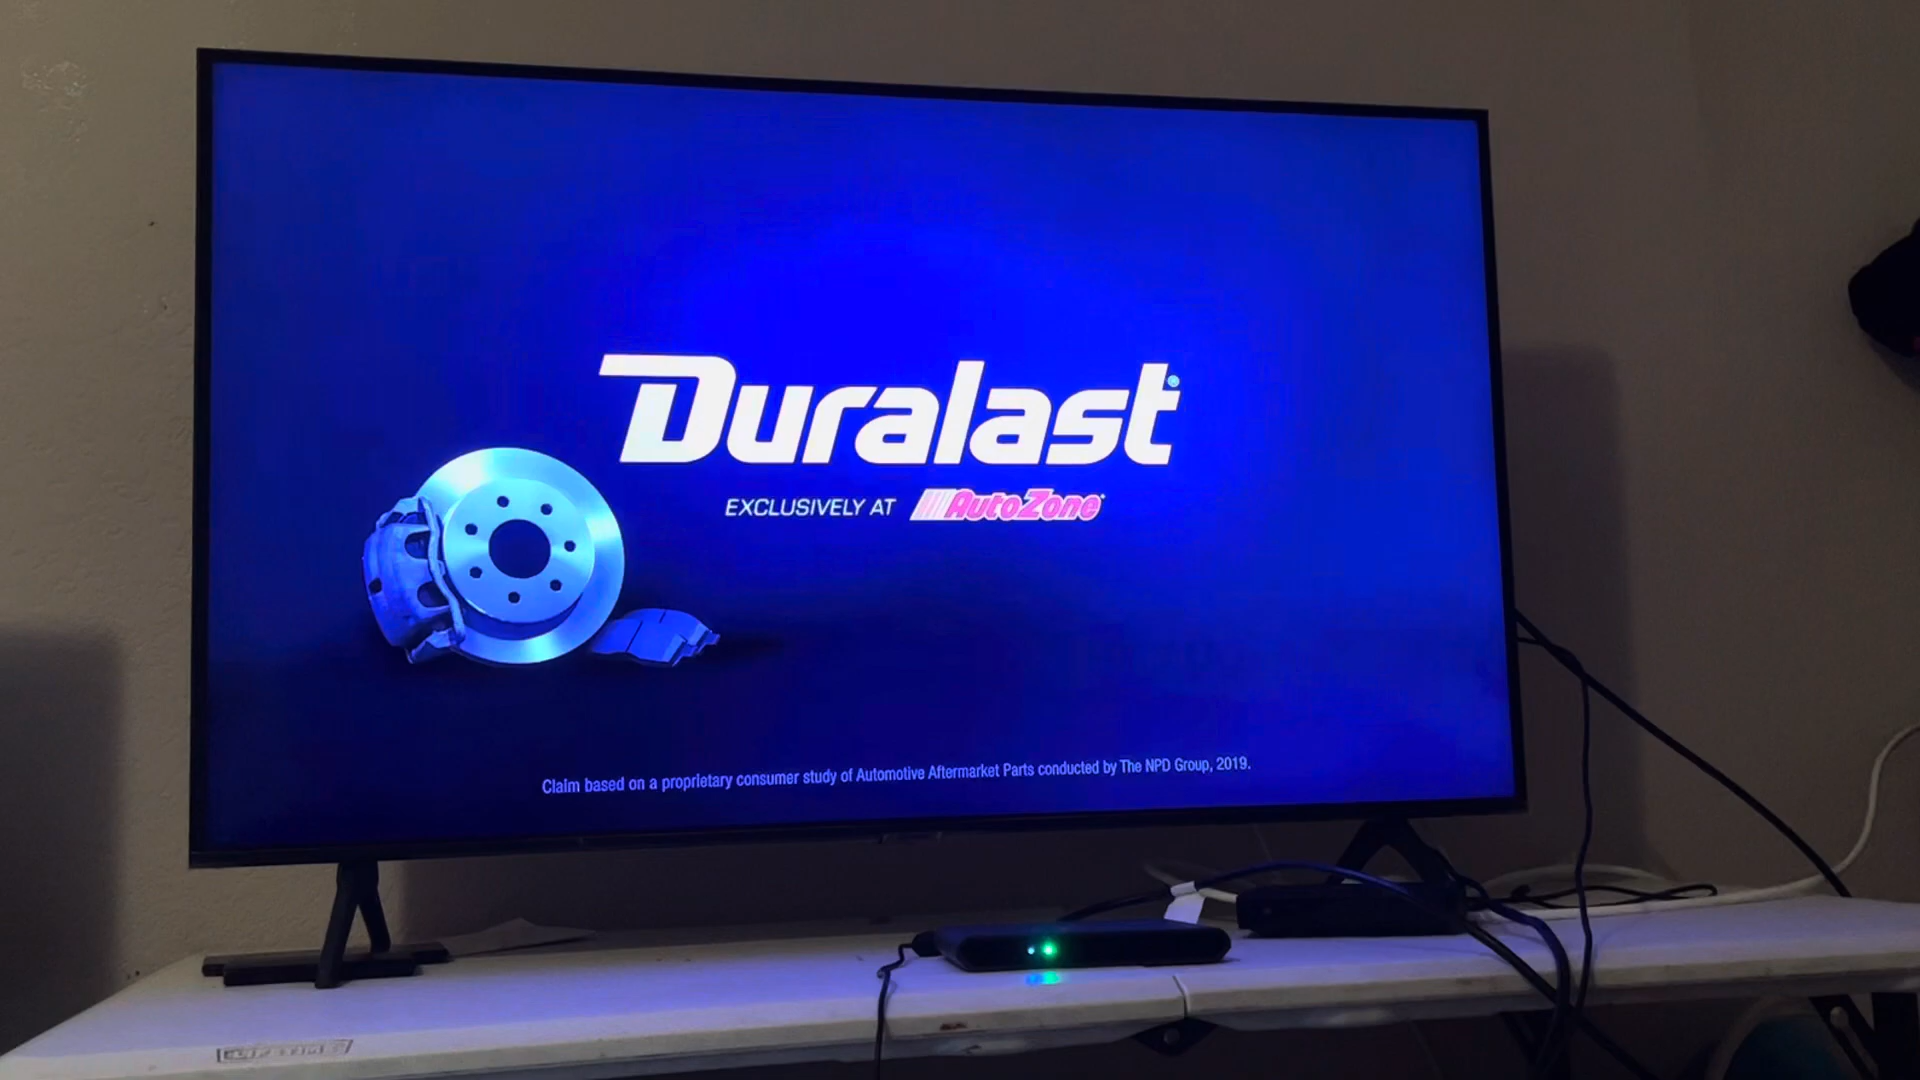 Duralast
EXCLUSIVELY AT AutoZone
Claim based on a proprietary consumer study of Automotive Aftermarket Parts conducted by The NPD Group, 2019.